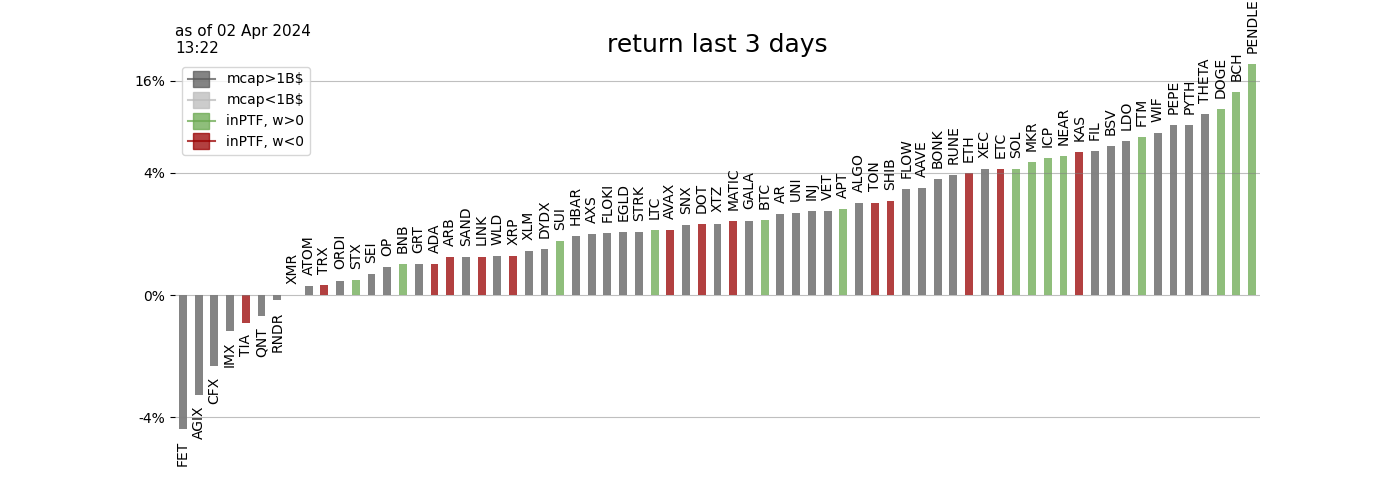 as of 02 Apr 2024
13:22
return last 3 days
mcap>1B$
mcap<1B$
inPTF, w>0
inPTF, w<0
16%
4%
0%
-4%
FET
AGIX
CFX
IMX
TIA
QNT
RNDR
XMR
ATOM
TRX
ORDI
STX
SEI
OP
BNB
GRT
ADA
ARB
SAND
LINK
WLD
XRP
XLM
DYDX
SUI
HBAR
AXS
FLOKI
EGLD
STRK
LTC
AVAX
SNX
DOT
XTZ
MATIC
GALA
BTC
AR
UNI
INJ
VET
APT
ALGO
TON
SHIB
FLOW
AAVE
BONK
RUNE
ETH
XEC
ETC
SOL
MKR
ICP
NEAR
KAS
FIL
BSV
LDO
FTM
WIF
PEPE
PYTH
THETA
DOGE
BCH
PENDLE